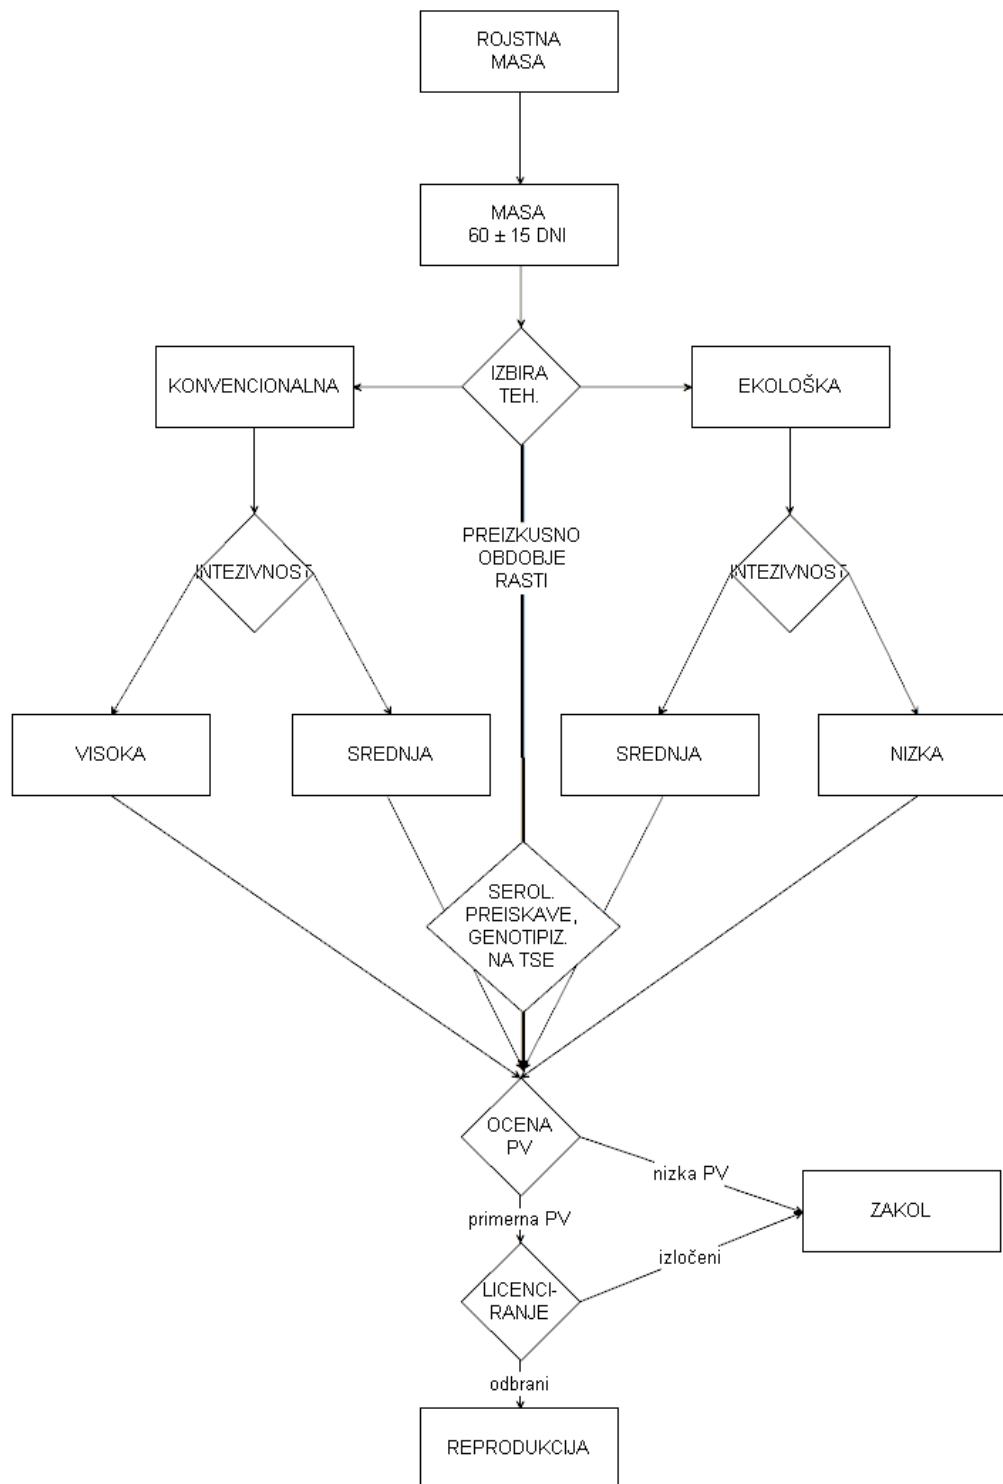 ROJSTNA
MASA
MASA
60 ± 15 DNI
KONVENCIONALNA
IZBIRA
TEH.
EKOLOŠKA
PREIZKUSNO
OBDOBJE
RASTI
INTEZIVNOST
INTEZIVNOST
VISOKA
SREDNJA
SREDNJA
NIZKA
SEROL.
PREISKAVE,
GENOTIPIZ.
NA TSE
OCENA
PV
nizka PV
primerna PV
ZAKOL
izločeni
LICENCI-
RANJE
odbrani
REPRODUKCIJA